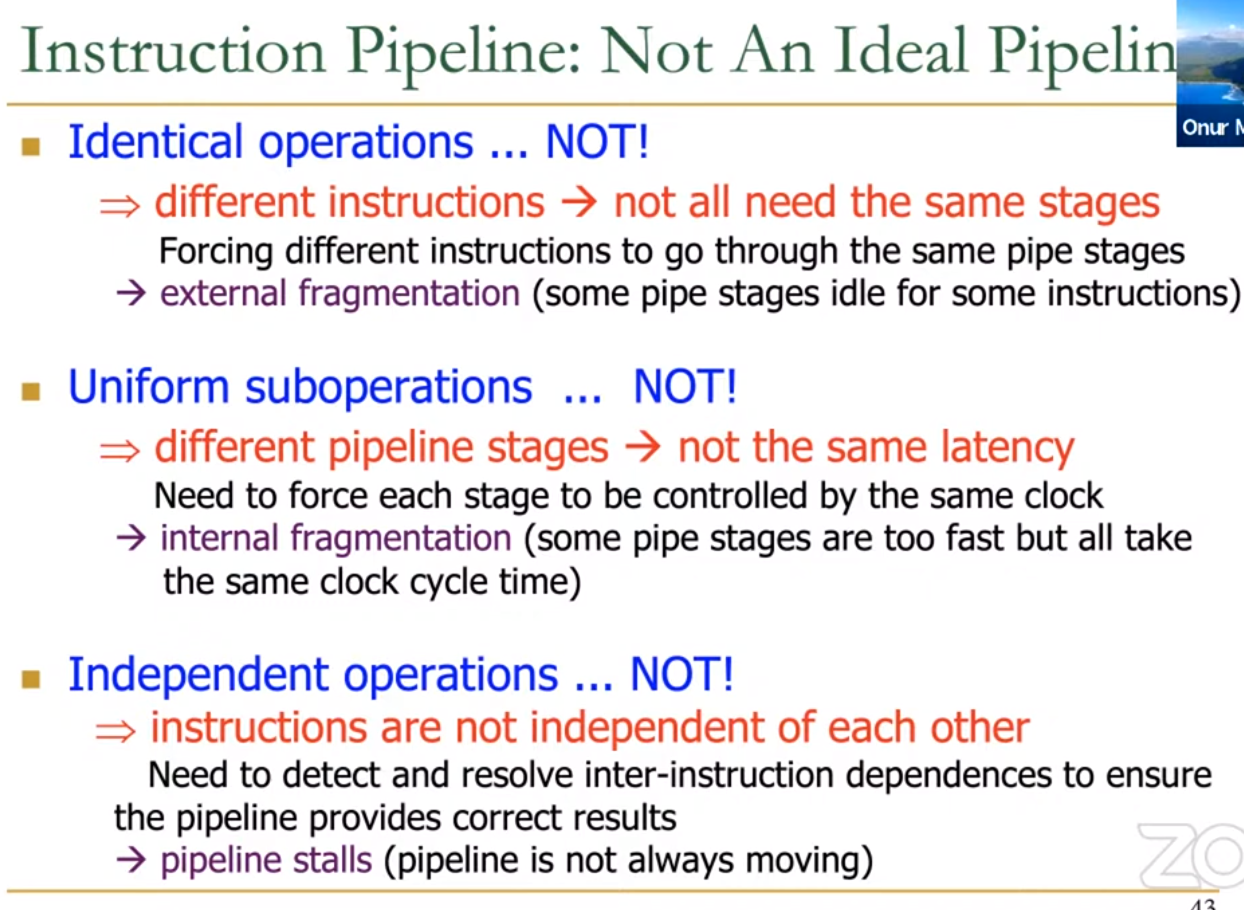 Instruction Pipeline: Not An Ideal Pipelin
Onur M
■ Identical operations ... NOT!
⇒ different instructions → not all need the same stages
Forcing different instructions to go through the same pipe stages
→ external fragmentation (some pipe stages idle for some instructions)
■ Uniform suboperations ... NOT!
⇒ different pipeline stages → not the same latency
Need to force each stage to be controlled by the same clock
→ internal fragmentation (some pipe stages are too fast but all take
the same clock cycle time)
■ Independent operations ... NOT!
⇒ instructions are not independent of each other
Need to detect and resolve inter-instruction dependences to ensure
the pipeline provides correct results
→ pipeline stalls (pipeline is not always moving)
zo
43